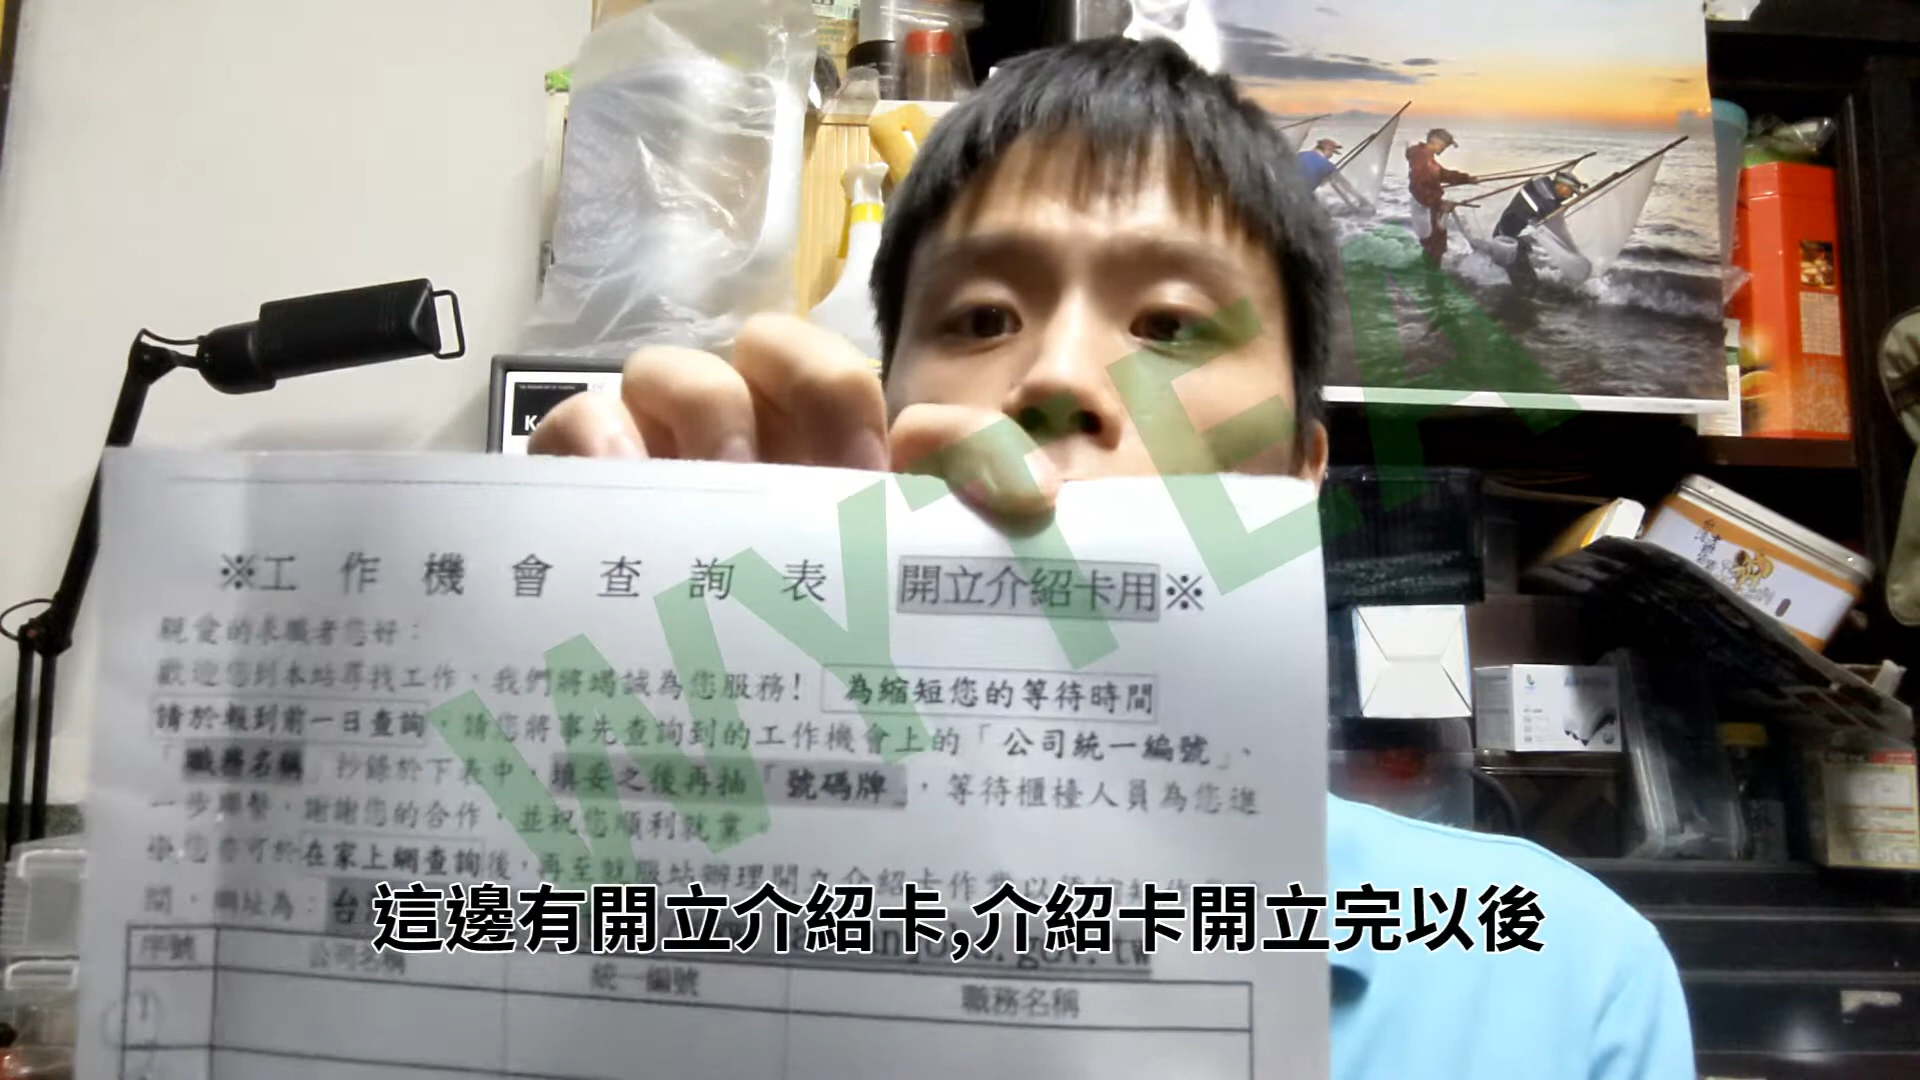 ※工作機會查詢表 開立介紹卡用※
親愛的求職者您好：
歡迎您到本站尋找工作，我們將竭誠為您服務！ 為縮短您的等待時間
請於報到前一日查詢，請您將事先查詢到的工作機會上的「公司統一編號」、
「職務名稱」抄錄於下表中，填妥之後再抽「號碼牌」，等待櫃檯人員為您進
一步聯繫，謝謝您的合作，並祝您順利就業
您亦可於在家上網查詢後，再至就服站辦理開立介紹卡作業以
間，網址為：台 .gov.tw
這邊有開立介紹卡,介紹卡開立完以後
序號 公司名稱 統一編號 職務名稱
1
WYTEA